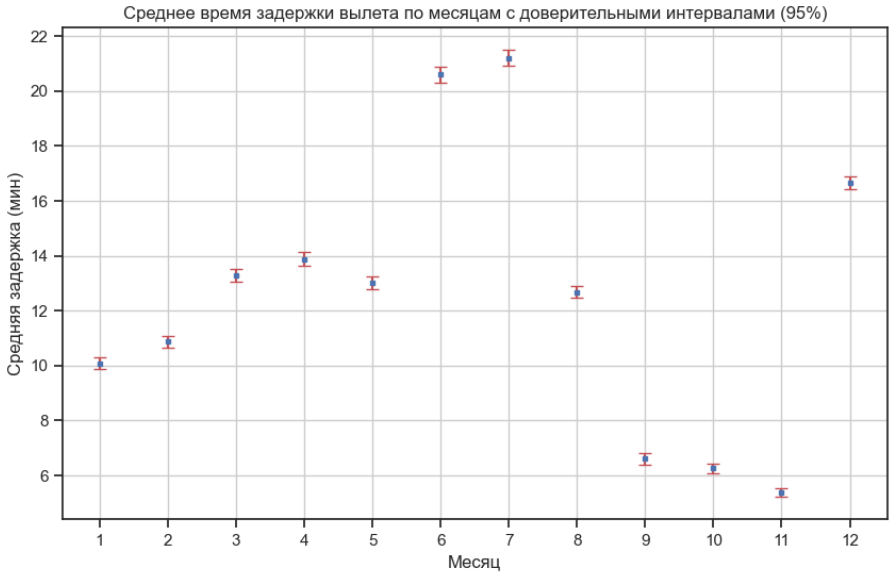 Среднее время задержки вылета по месяцам с доверительными интервалами (95%)
Средняя задержка (мин)
22
20
18
16
14
12
10
8
6
1 2 3 4 5 6 7 8 9 10 11 12
Месяц